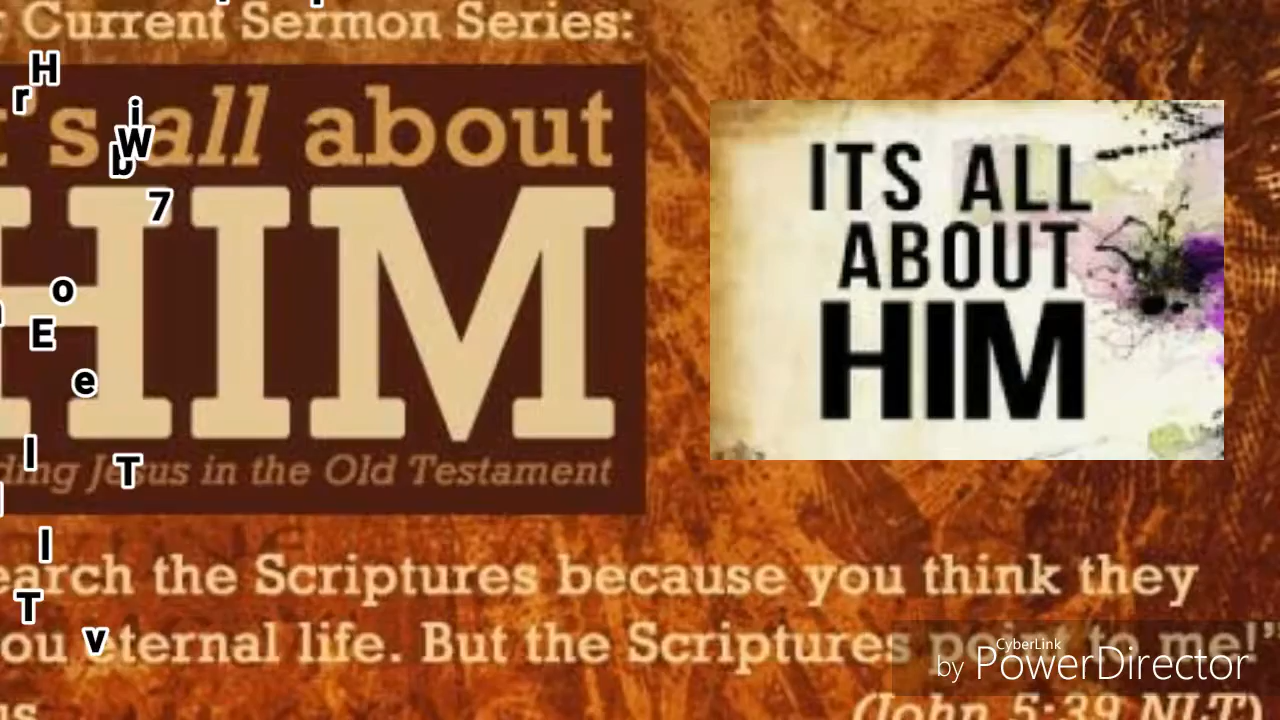 Current Sermon Series:
's all about
HIM
ding Jesus in the Old Testament
ITS ALL
ABOUT
HIM
earch the Scriptures because you think they
ou eternal life. But the Scriptures point to me!”
us
(John 5:39 NLT)
H
r
i
W
b
7
o
E
e
I
T
I
T
v
CyberLink
by PowerDirector